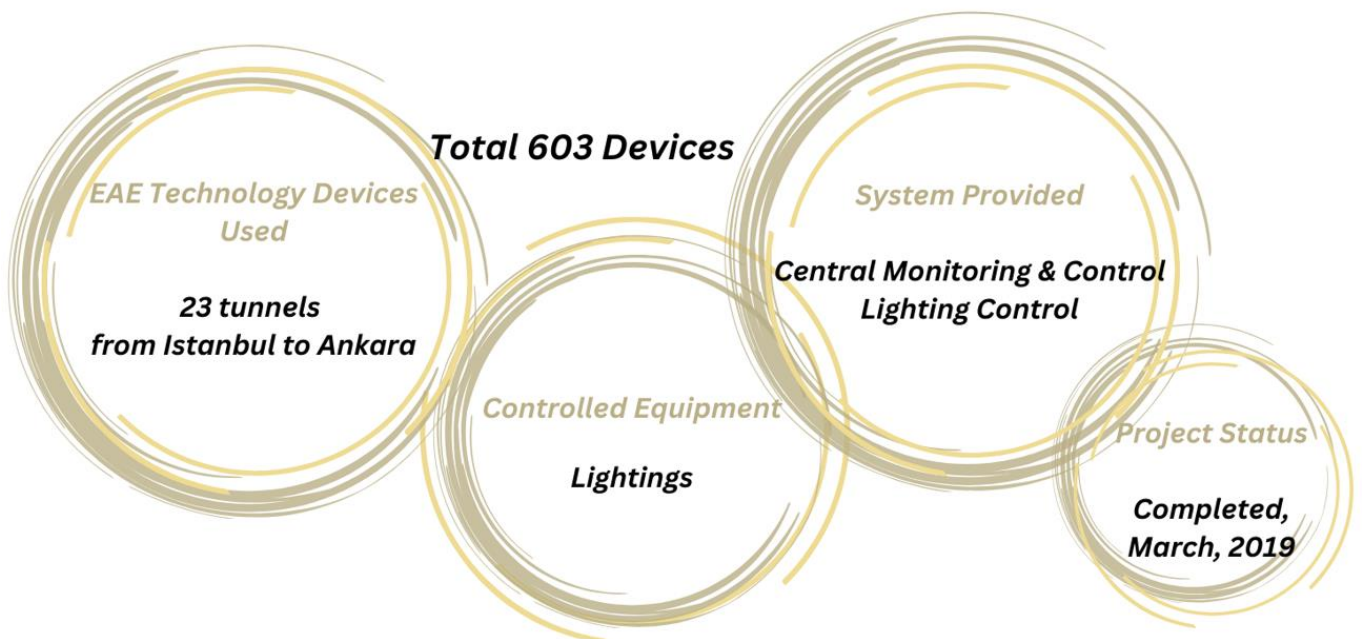 Total 603 Devices
EAE Technology Devices
Used
23 tunnels
from Istanbul to Ankara
Controlled Equipment
Lightings
System Provided
Central Monitoring & Control
Lighting Control
Project Status
Completed,
March, 2019